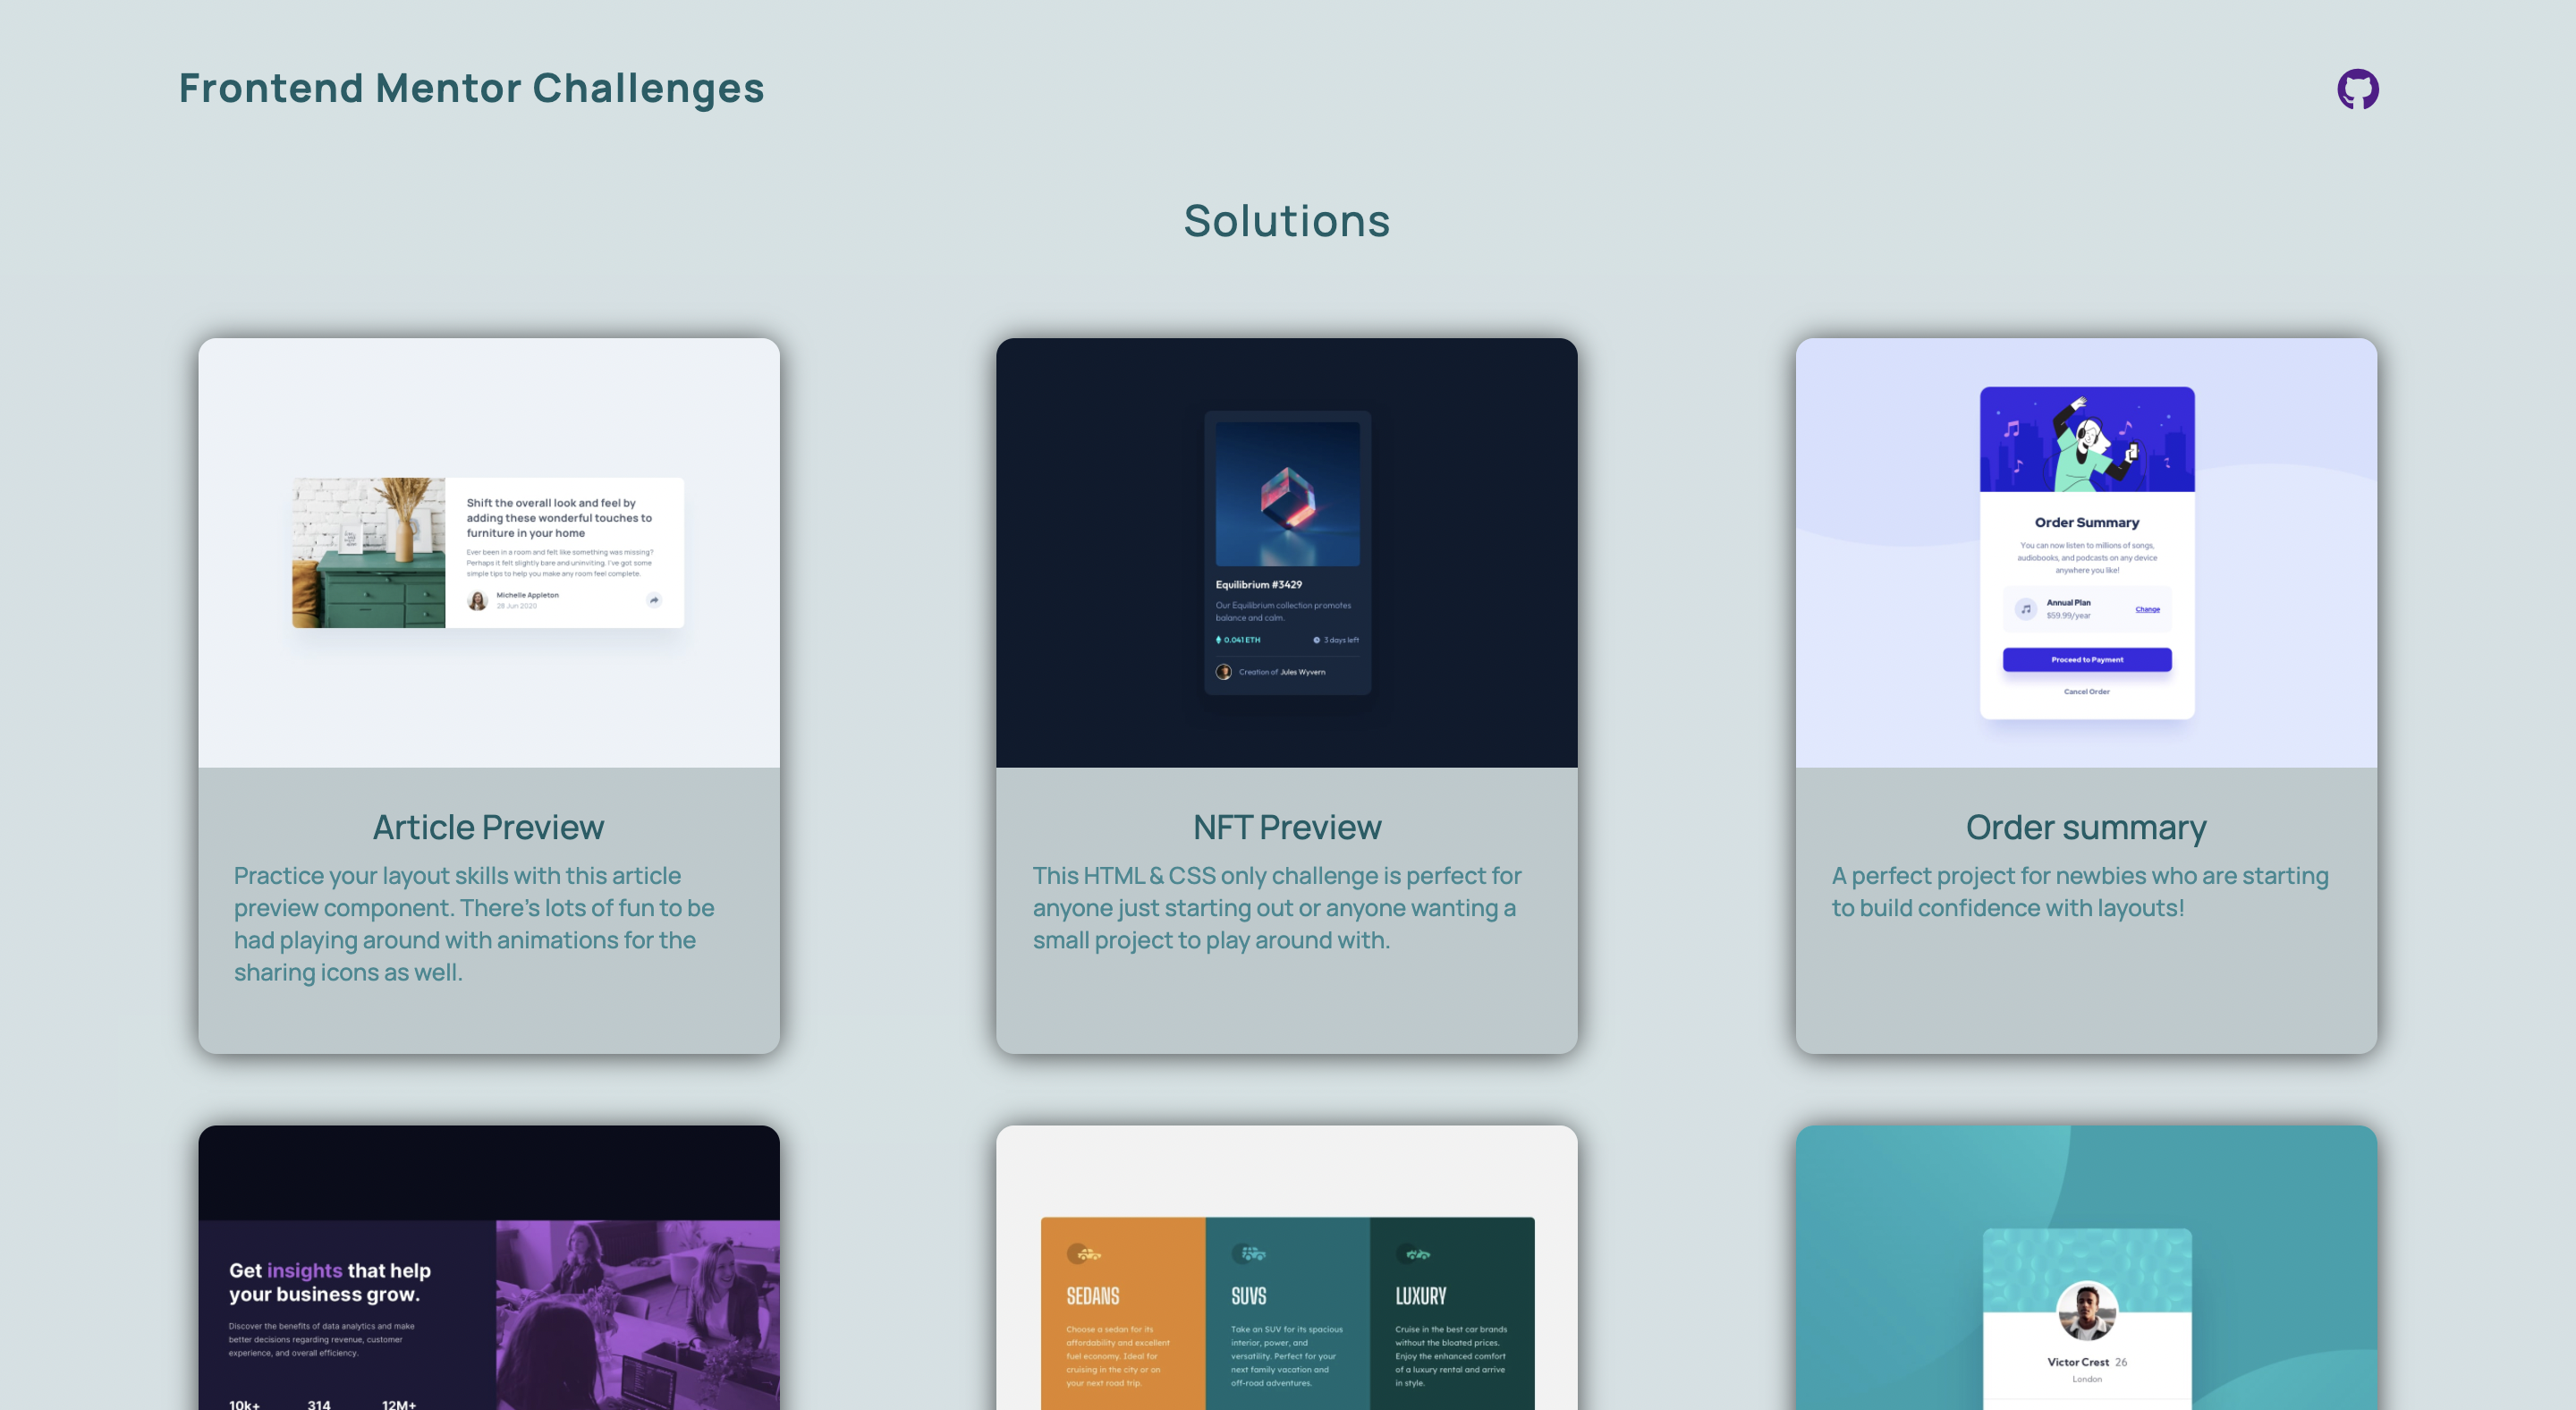 Frontend Mentor Challenges
Solutions
Shift the overall look and feel by
adding these wonderful touches to
furniture in your home
Ever been in a room and felt like something was missing?
Perhaps it felt slightly bare and uninviting. I've got some
simple tips to help you make any room feel complete.
Michelle Appleton
28 Jun 2020
Article Preview
Practice your layout skills with this article
preview component. There's lots of fun to be
had playing around with animations for the
sharing icons as well.
Equilibrium #3429
Our Equilibrium collection promotes
balance and calm.
0.041 ETH
3 days left
Creation of Jules Wyvern
NFT Preview
This HTML & CSS only challenge is perfect for
anyone just starting out or anyone wanting a
small project to play around with.
Order Summary
You can now listen to millions of songs,
audiobooks, and podcasts on any device
anywhere you like!
Annual Plan
$59.99/year
Change
Proceed to Payment
Cancel Order
Order summary
A perfect project for newbies who are starting
to build confidence with layouts!
Get insights that help
your business grow.
Discover the benefits of data analytics and make
better decisions regarding revenue, customer
experience, and overall efficiency.
10k+
314
12M+
SEDANS
Choose a sedan for its
affordability and excellent
fuel economy. Ideal for
cruising in the city or on
your next road trip.
SUVS
Take an SUV for its spacious
interior, power, and
versatility. Perfect for your
next family vacation and
off-road adventures.
LUXURY
Cruise in the best car brands
without the bloated prices.
Enjoy the enhanced comfort
of a luxury rental and arrive
in style.
Victor Crest 26
London